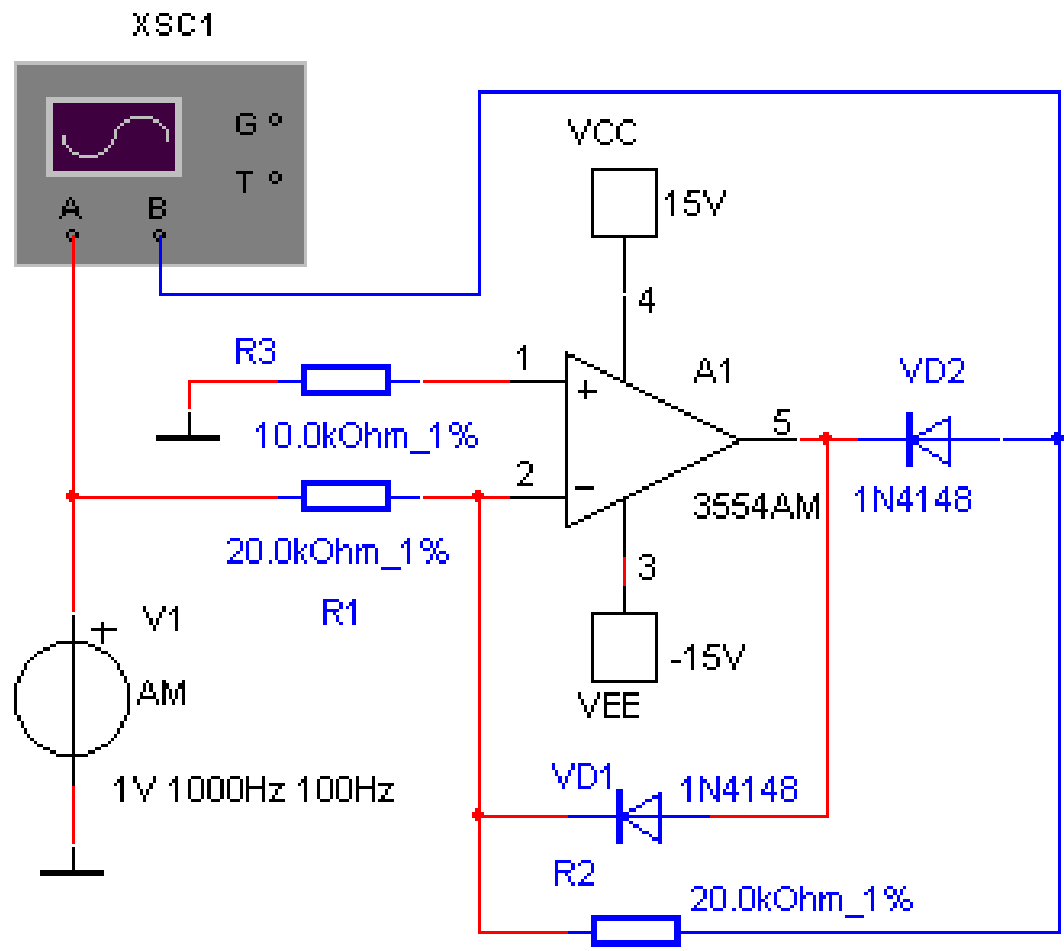 XSC1
G
T
A B
VCC
15V
4
R3
1
+
A1
VD2
10.0kOhm_1%
5
2
−
3554AM
1N4148
20.0kOhm_1%
3
R1
V1
+
AM
-15V
VEE
1V 1000Hz 100Hz
VD1
1N4148
R2
20.0kOhm_1%